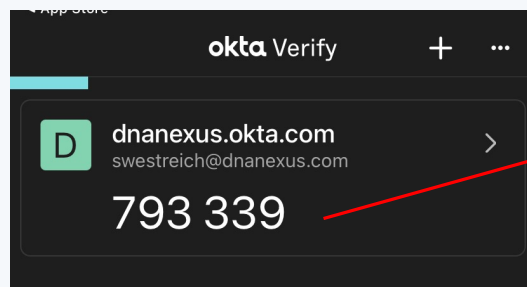 App Store
okta Verify
D
dnanexus.okta.com
swestreich@dnanexus.com
793 339